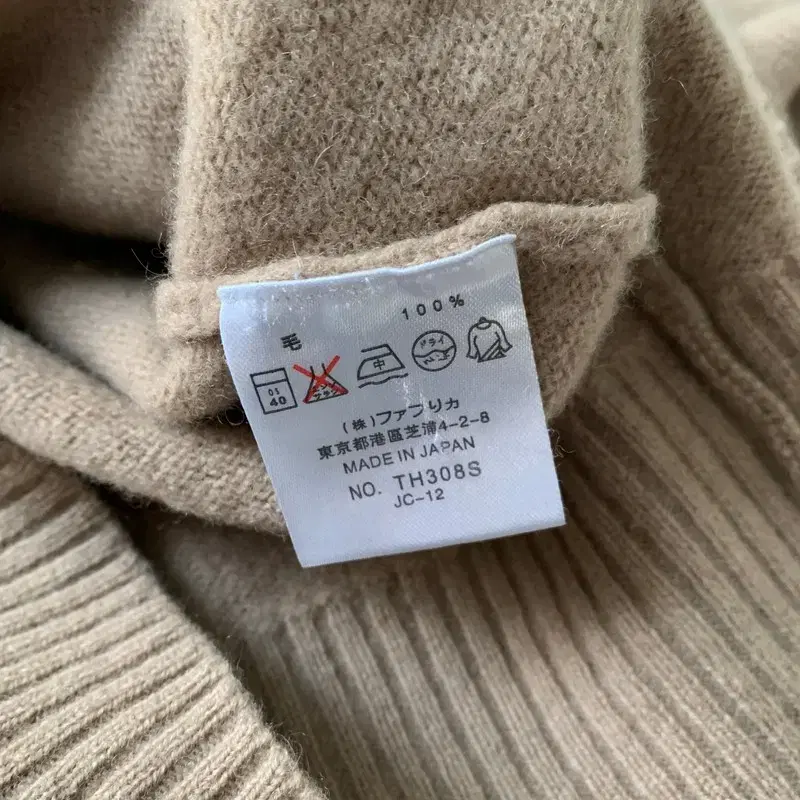 毛 100%
DS 40
中
ドライ
(株)ファブリカ
東京都港區芝浦4-2-8
MADE IN JAPAN
NO. TH308S
JC-12